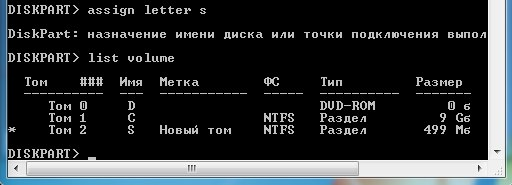 DISKPART> assign letter s
DiskPart: назначение имени диска или точки подключения выпол
DISKPART> list volume
Том ### Имя Метка ФС Тип Размер
Том 0 D DVD-ROM 0 б
Том 1 C NTFS Раздел 9 Gб
* Том 2 S Новый том NTFS Раздел 499 Mб
DISKPART> _